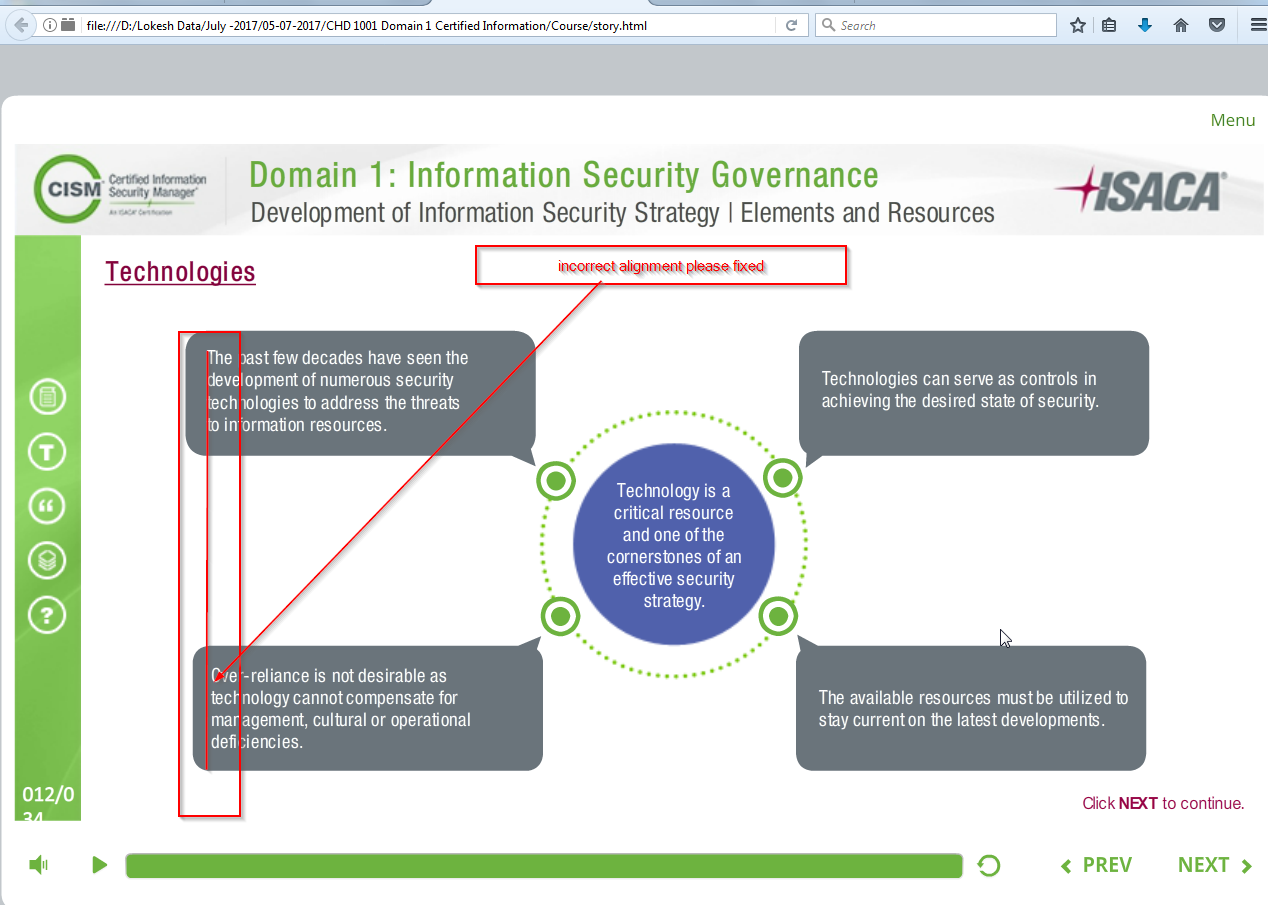 file:///D:/Lokesh Data/July -2017/05-07-2017/CHD 1001 Domain 1 Certified Information/Course/story.html
Search
Menu
CISM
Certified Information
Security Manager®
An ISACA® Certification
Domain 1: Information Security Governance
Development of Information Security Strategy | Elements and Resources
ISACA®
Technologies
incorrect alignment please fixed
The past few decades have seen the
development of numerous security
technologies to address the threats
to information resources.
Technologies can serve as controls in
achieving the desired state of security.
Technology is a
critical resource
and one of the
cornerstones of an
effective security
strategy.
Over-reliance is not desirable as
technology cannot compensate for
management, cultural or operational
deficiencies.
The available resources must be utilized to
stay current on the latest developments.
T
?
012/0
34
Click NEXT to continue.
PREV
NEXT